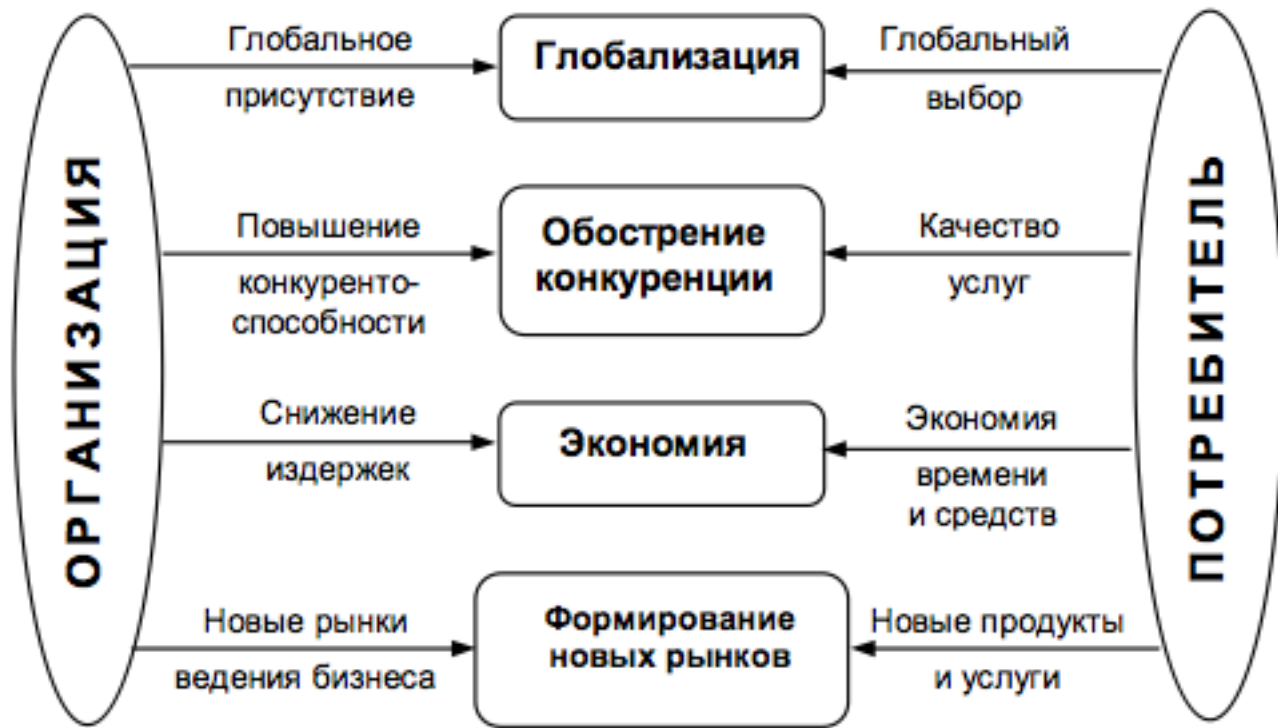 ОРГАНИЗАЦИЯ
Глобальное
присутствие
Глобализация
Глобальный
выбор
Повышение
конкуренто-
способности
Обострение
конкуренции
Качество
услуг
Снижение
издержек
Экономия
Экономия
времени
и средств
Новые рынки
ведения бизнеса
Формирование
новых рынков
Новые продукты
и услуги
ПОТРЕБИТЕЛЬ